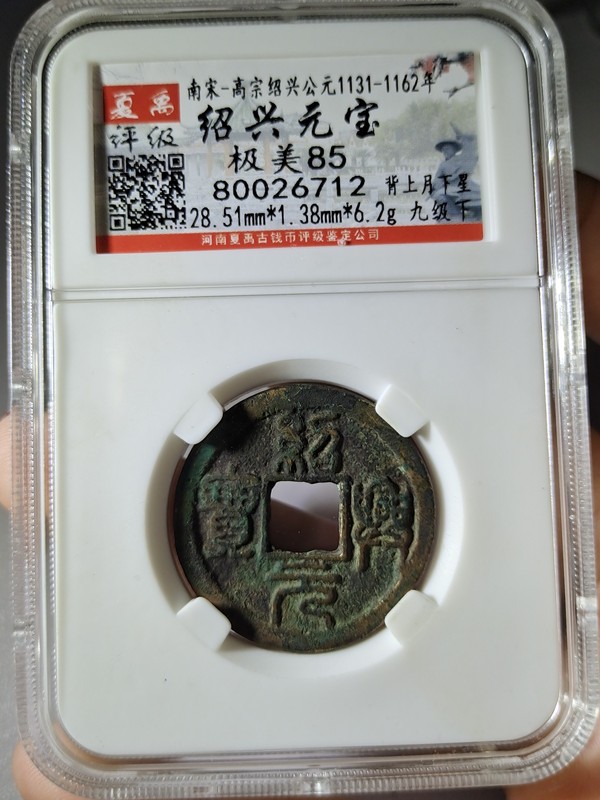 南宋-高宗绍兴公元1131-1162年
夏禹
评级
绍兴元宝
极美85
80026712 背上月下星
28.51mm*1.38mm*6.2g 九级下
河南夏禹古钱币评级鉴定公司
紹
興
元
寶